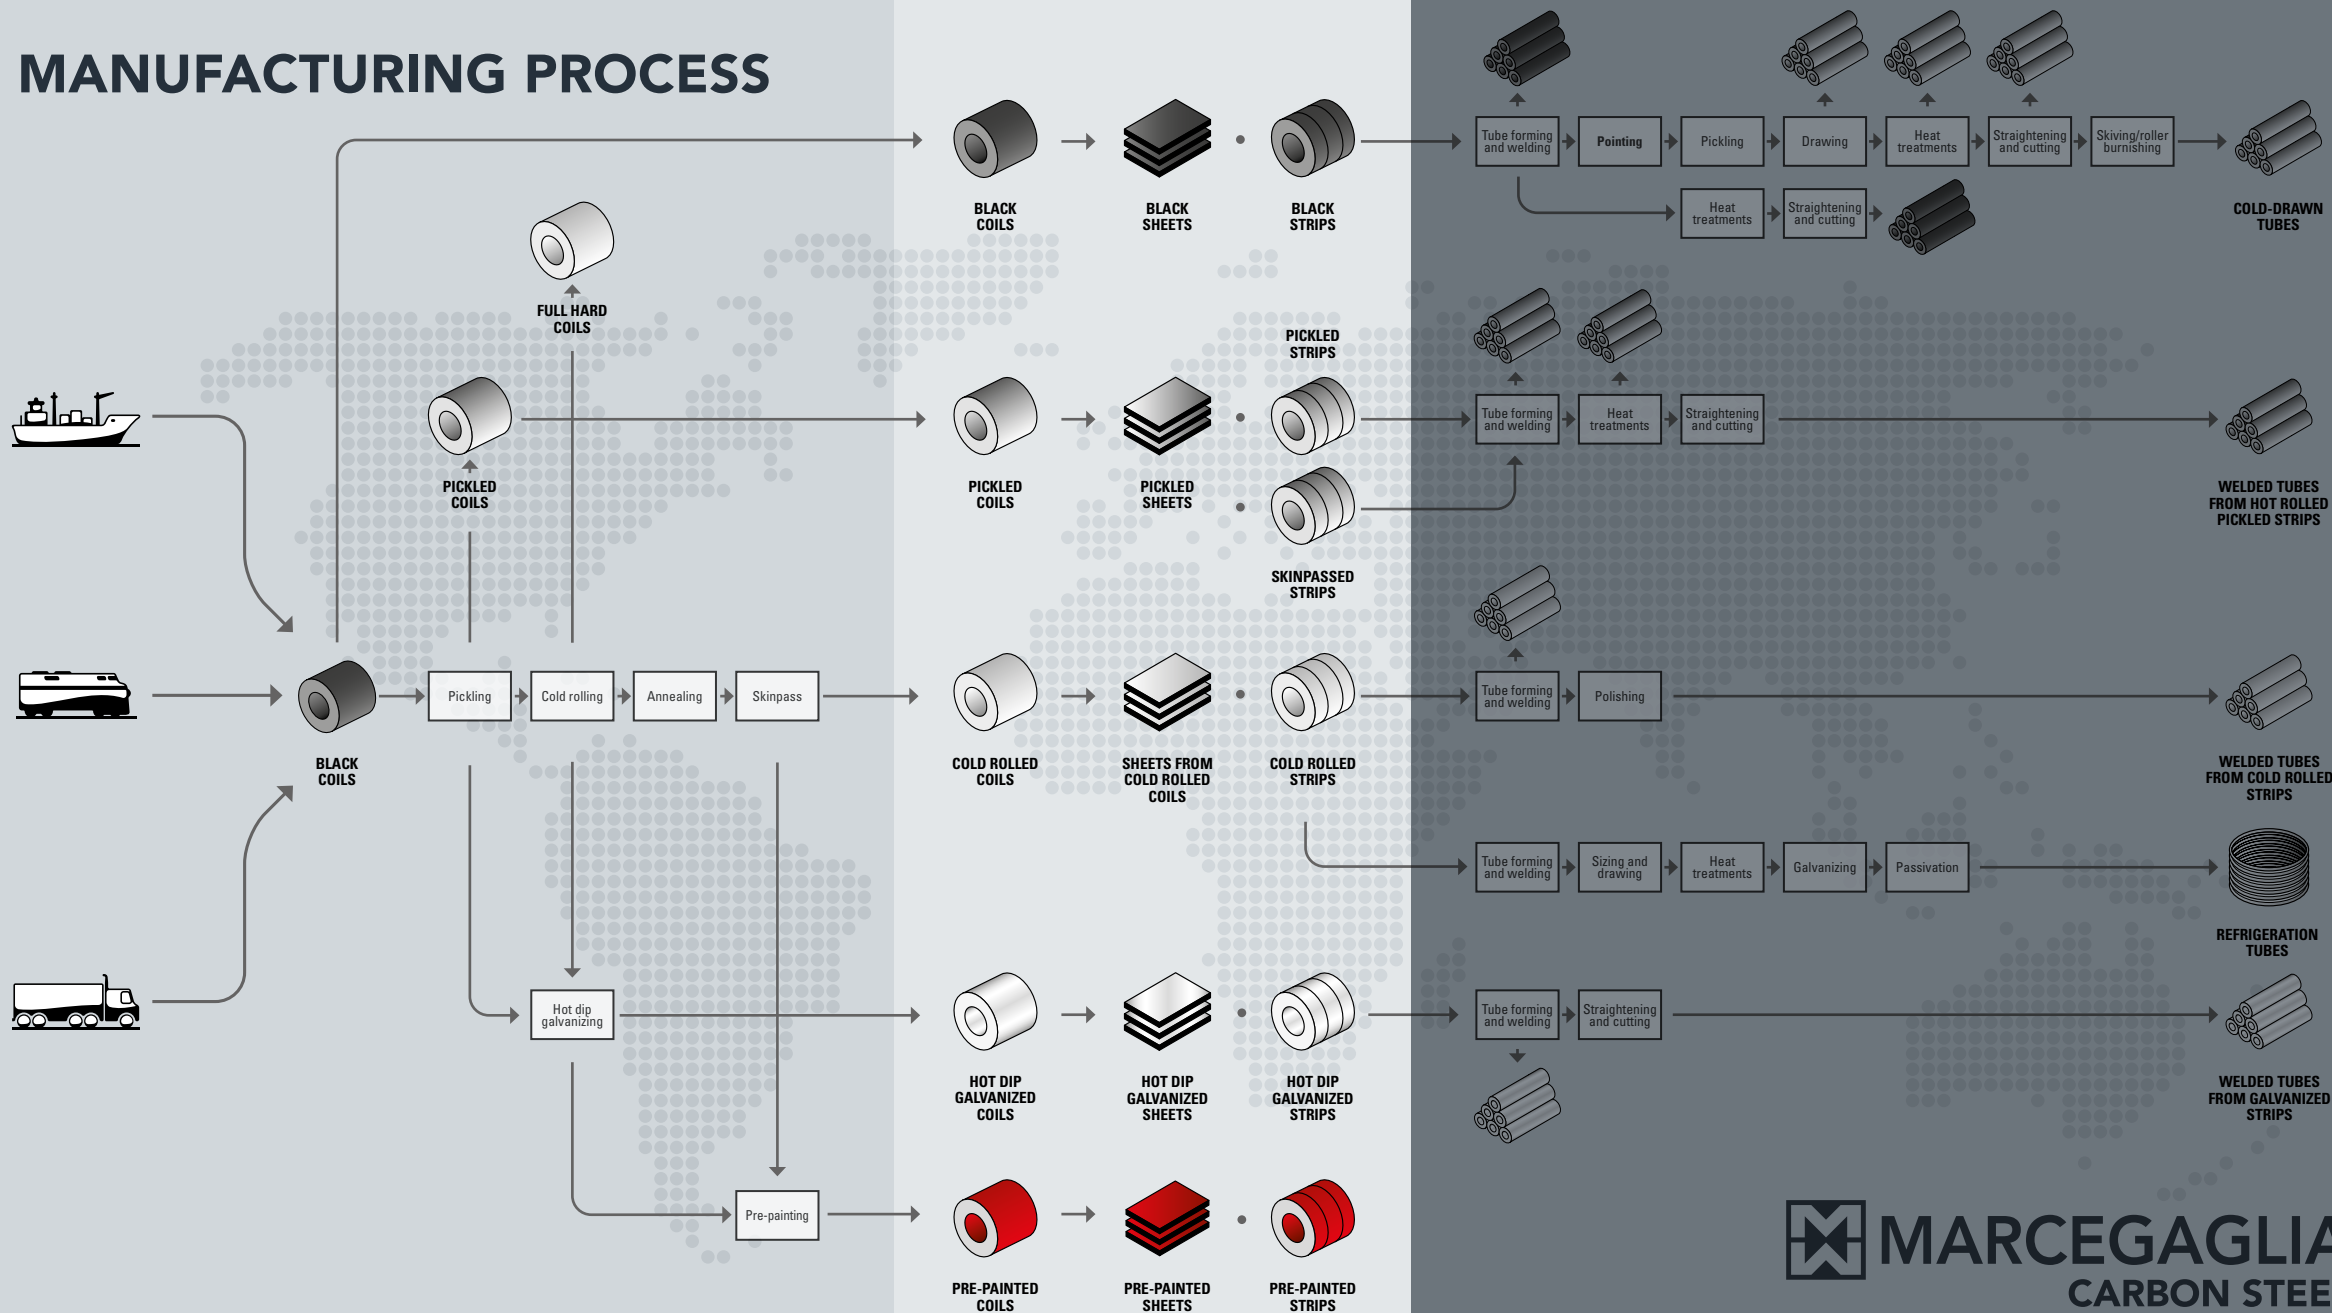 MANUFACTURING PROCESS
BLACK
COILS
BLACK
SHEETS
BLACK
STRIPS
Tube forming
and welding
Pointing
Pickling
Drawing
Heat
treatments
Straightening
and cutting
Skiving/roller
burnishing
COLD-DRAWN
TUBES
Heat
treatments
Straightening
and cutting
FULL HARD
COILS
PICKLED
STRIPS
PICKLED
COILS
PICKLED
COILS
PICKLED
SHEETS
SKINPASSED
STRIPS
Tube forming
and welding
Heat
treatments
Straightening
and cutting
WELDED TUBES
FROM HOT ROLLED
PICKLED STRIPS
BLACK
COILS
Pickling
Cold rolling
Annealing
Skinpass
COLD ROLLED
COILS
SHEETS FROM
COLD ROLLED
COILS
COLD ROLLED
STRIPS
Tube forming
and welding
Polishing
WELDED TUBES
FROM COLD ROLLED
STRIPS
Tube forming
and welding
Sizing and
drawing
Heat
treatments
Galvanizing
Passivation
REFRIGERATION
TUBES
Hot dip
galvanizing
HOT DIP
GALVANIZED
COILS
HOT DIP
GALVANIZED
SHEETS
HOT DIP
GALVANIZED
STRIPS
Tube forming
and welding
Straightening
and cutting
WELDED TUBES
FROM GALVANIZED
STRIPS
Pre-painting
PRE-PAINTED
COILS
PRE-PAINTED
SHEETS
PRE-PAINTED
STRIPS
MARCEGAGLIA
CARBON STEE